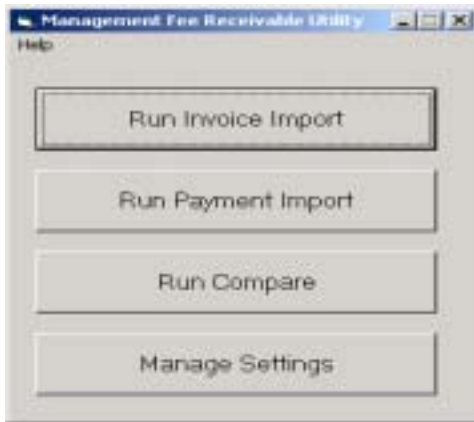 Management Fee Receivable Utility
Help
Run Invoice Import
Run Payment Import
Run Compare
Manage Settings